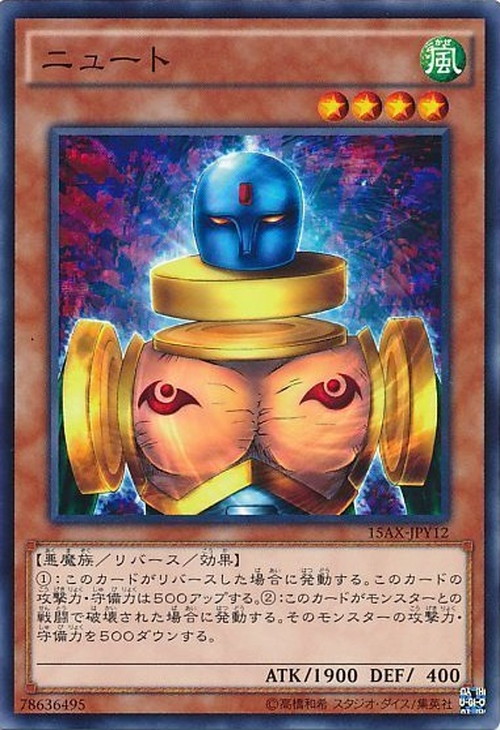 ニュート
風
15AX-JPY12
【悪魔族／リバース／効果】
①：このカードがリバースした場合に発動する。このカードの
攻撃力・守備力は500アップする。②：このカードがモンスターとの
戦闘で破壊された場合に発動する。そのモンスターの攻撃力・
守備力を500ダウンする。
ATK/1900 DEF/ 400
78636495
©高橋和希 スタジオ・ダイス/集英社